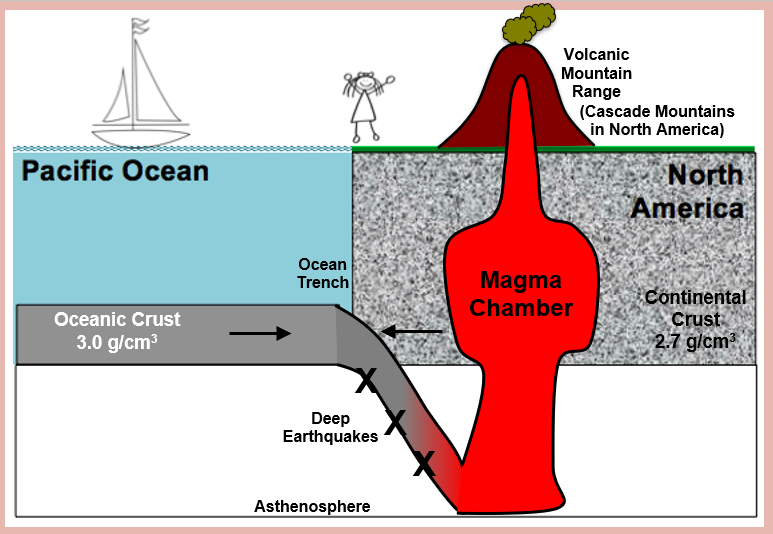 Volcanic
Mountain
Range
(Cascade Mountains
in North America)
Pacific Ocean
North
America
Ocean
Trench
Magma
Chamber
Continental
Crust
2.7 g/cm³
Oceanic Crust
3.0 g/cm³
X
Deep
Earthquakes
X
X
Asthenosphere